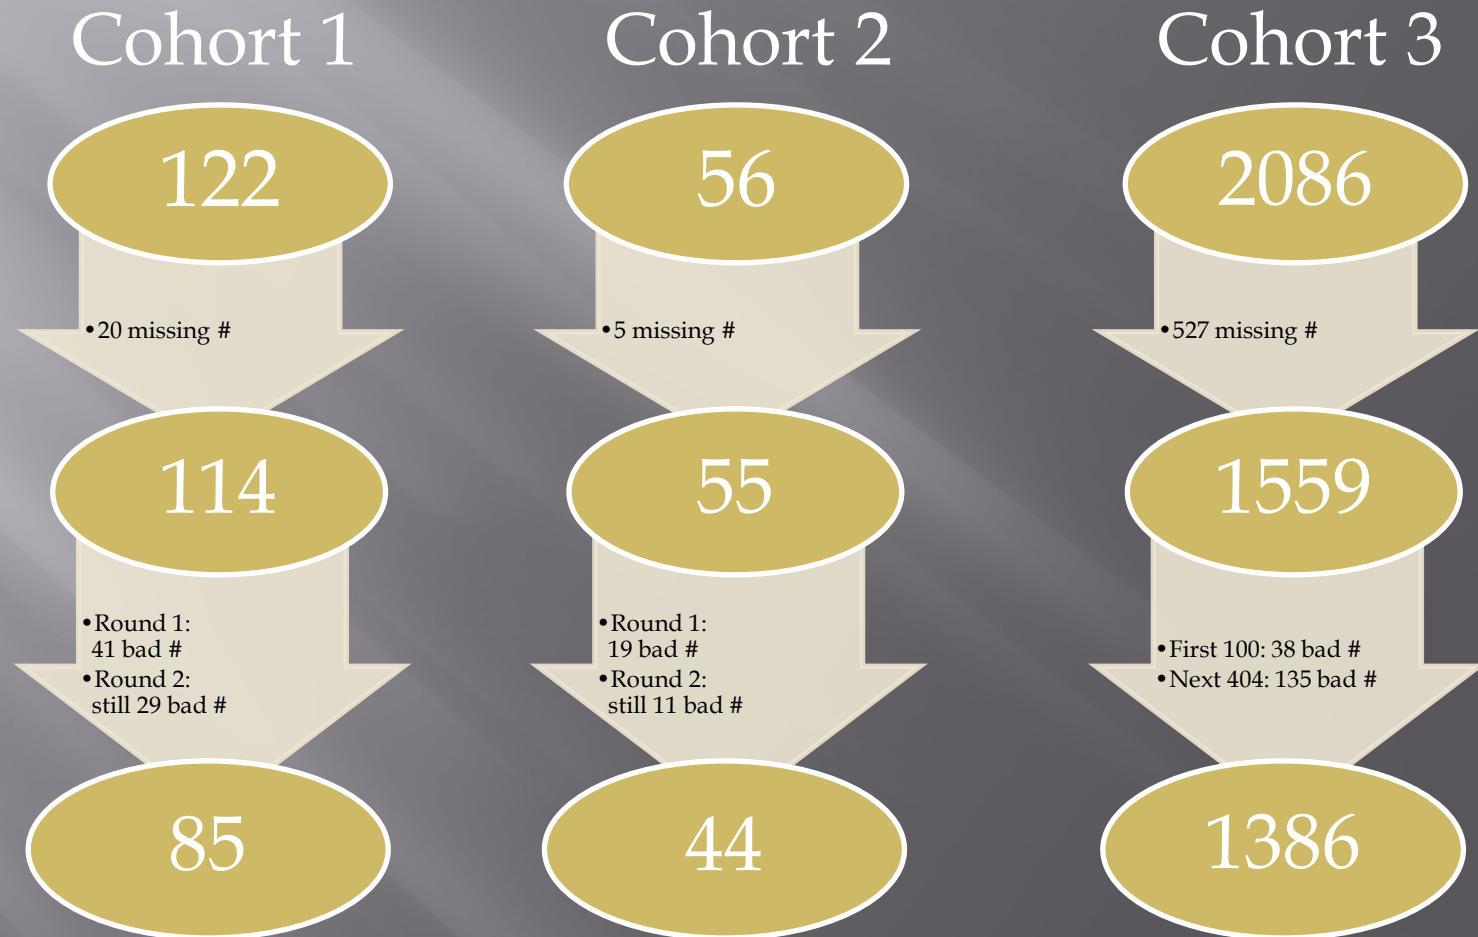 Cohort 1
122
•20 missing #
114
•Round 1:
41 bad #
•Round 2:
still 29 bad #
85
Cohort 2
56
•5 missing #
55
•Round 1:
19 bad #
•Round 2:
still 11 bad #
44
Cohort 3
2086
•527 missing #
1559
•First 100: 38 bad #
•Next 404: 135 bad #
1386